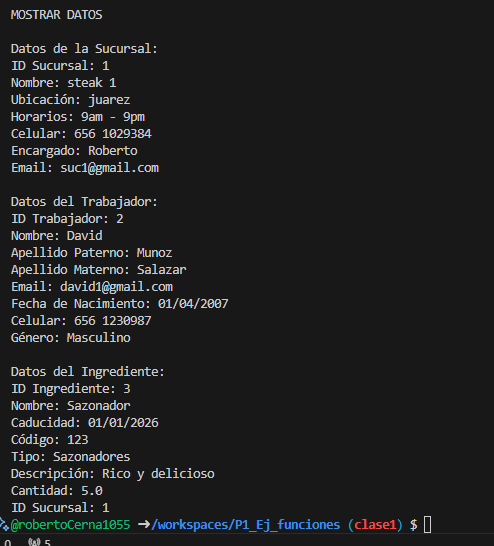 MOSTRAR DATOS
Datos de la Sucursal:
ID Sucursal: 1
Nombre: steak 1
Ubicación: juarez
Horarios: 9am - 9pm
Celular: 656 1029384
Encargado: Roberto
Email: suc1@gmail.com
Datos del Trabajador:
ID Trabajador: 2
Nombre: David
Apellido Paterno: Munoz
Apellido Materno: Salazar
Email: david1@gmail.com
Fecha de Nacimiento: 01/04/2007
Celular: 656 1230987
Género: Masculino
Datos del Ingrediente:
ID Ingrediente: 3
Nombre: Sazonador
Caducidad: 01/01/2026
Código: 123
Tipo: Sazonadores
Descripción: Rico y delicioso
Cantidad: 5.0
ID Sucursal: 1
@robertoCerna1055 ➜/workspaces/P1_Ej_funciones (clase1) $
0 5